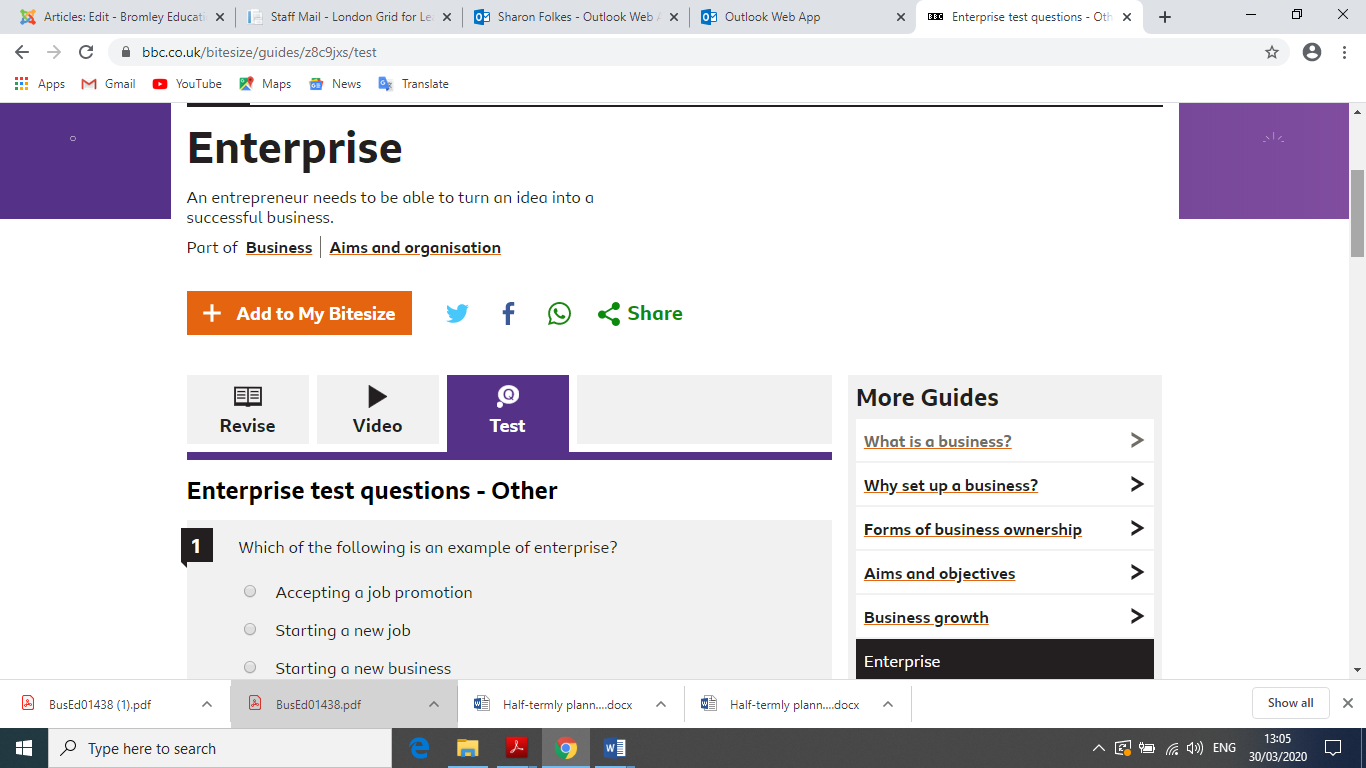 Articles: Edit - Bromley Educati
Staff Mail - London Grid for Le
Sharon Folkes - Outlook Web A
Outlook Web App
BBC
Enterprise test questions - Oth
bbc.co.uk/bitesize/guides/z8c9jxs/test
Apps
Gmail
YouTube
Maps
News
Translate
Enterprise
An entrepreneur needs to be able to turn an idea into a
successful business.
Part of Business Aims and organisation
+ Add to My Bitesize
Share
Revise
Video
Q
Test
Enterprise test questions - Other
1
Which of the following is an example of enterprise?
Accepting a job promotion
Starting a new job
Starting a new business
More Guides
What is a business?
Why set up a business?
Forms of business ownership
Aims and objectives
Business growth
Enterprise
BusEd01438 (1).pdf
BusEd01438.pdf
Half-termly plann....docx
Half-termly plann....docx
Show all
Type here to search
ENG
13:05
30/03/2020